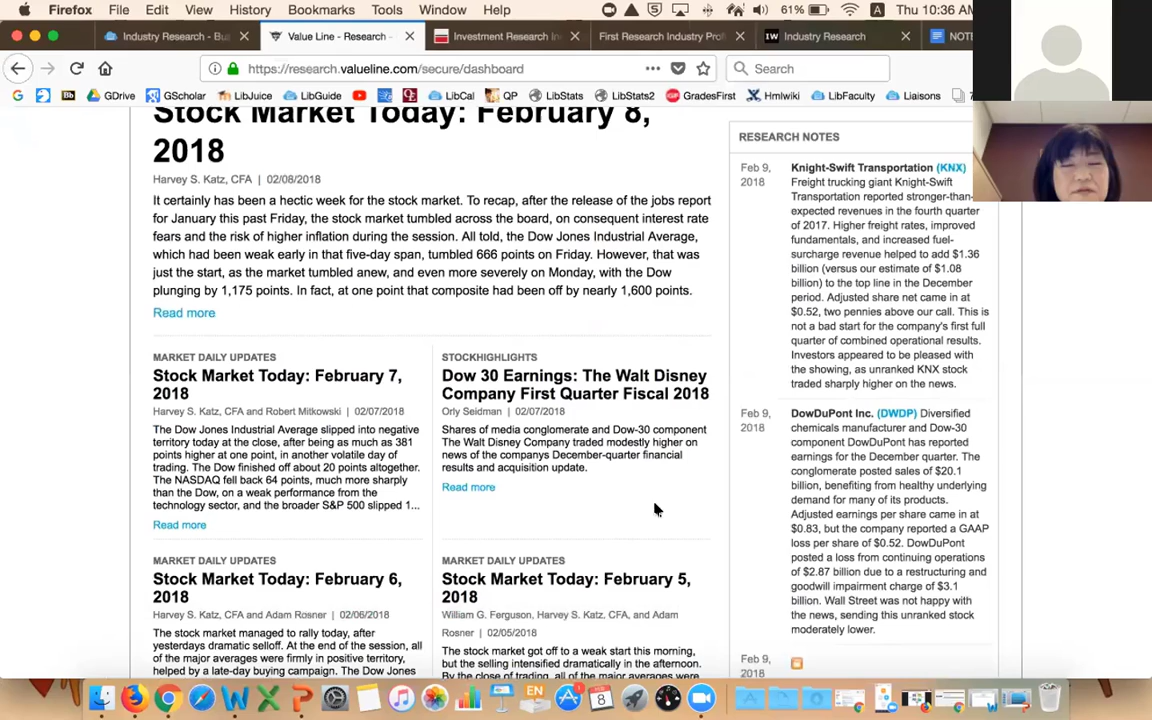 Firefox File Edit View History Bookmarks Tools Window Help 61% A Thu 10:36 AM
Industry Research - Bu Value Line - Research - Investment Research In First Research Industry Prof IW Industry Research NOTE
https://research.valueline.com/secure/dashboard Search
G Bb GDrive GScholar LibJuice LibGuide LibCal QP LibStats LibStats2 GradesFirst Hmlwiki LibFaculty Liaisons
Stock Market Today: February 8,
2018
Harvey S. Katz, CFA | 02/08/2018
It certainly has been a hectic week for the stock market. To recap, after the release of the jobs report
for January this past Friday, the stock market tumbled across the board, on consequent interest rate
fears and the risk of higher inflation during the session. All told, the Dow Jones Industrial Average,
which had been weak early in that five-day span, tumbled 666 points on Friday. However, that was
just the start, as the market tumbled anew, and even more severely on Monday, with the Dow
plunging by 1,175 points. In fact, at one point that composite had been off by nearly 1,600 points.
Read more
MARKET DAILY UPDATES
Stock Market Today: February 7,
2018
Harvey S. Katz, CFA and Robert Mitkowski | 02/07/2018
The Dow Jones Industrial Average slipped into negative
territory today at the close, after being as much as 381
points higher at one point, in another volatile day of
trading. The Dow finished off about 20 points altogether.
The NASDAQ fell back 64 points, much more sharply
than the Dow, on a weak performance from the
technology sector, and the broader S&P 500 slipped 1...
Read more
STOCKHIGHLIGHTS
Dow 30 Earnings: The Walt Disney
Company First Quarter Fiscal 2018
Orly Seidman | 02/07/2018
Shares of media conglomerate and Dow-30 component
The Walt Disney Company traded modestly higher on
news of the companys December-quarter financial
results and acquisition update.
Read more
MARKET DAILY UPDATES
Stock Market Today: February 6,
2018
Harvey S. Katz, CFA and Adam Rosner | 02/06/2018
The stock market managed to rally today, after
yesterdays dramatic selloff. At the end of the session, all
of the major averages were firmly in positive territory,
helped by a late-day buying campaign. The Dow Jones
MARKET DAILY UPDATES
Stock Market Today: February 5,
2018
William G. Ferguson, Harvey S. Katz, CFA, and Adam
Rosner | 02/05/2018
The stock market got off to a weak start this morning,
but the selling intensified dramatically in the afternoon.
By the close of trading, all of the major averages were
RESEARCH NOTES
Feb 9,
2018
Knight-Swift Transportation (KNX)
Freight trucking giant Knight-Swift
Transportation reported stronger-than-
expected revenues in the fourth quarter
of 2017. Higher freight rates, improved
fundamentals, and increased fuel-
surcharge revenue helped to add $1.36
billion (versus our estimate of $1.08
billion) to the top line in the December
period. Adjusted share net came in at
$0.52, two pennies above our call. This is
not a bad start for the company's first full
quarter of combined operational results.
Investors appeared to be pleased with
the showing, as unranked KNX stock
traded sharply higher on the news.
Feb 9,
2018
DowDuPont Inc. (DWDP) Diversified
chemicals manufacturer and Dow-30
component DowDuPont has reported
earnings for the December quarter. The
conglomerate posted sales of $20.1
billion, benefiting from healthy underlying
demand for many of its products.
Adjusted earnings per share came in at
$0.83, but the company reported a GAAP
loss per share of $0.52. DowDuPont
posted a loss from continuing operations
of $2.87 billion due to a restructuring and
goodwill impairment charge of $3.1
billion. Wall Street was not happy with
the news, sending this unranked stock
moderately lower.
Feb 9,
2018
EN
8